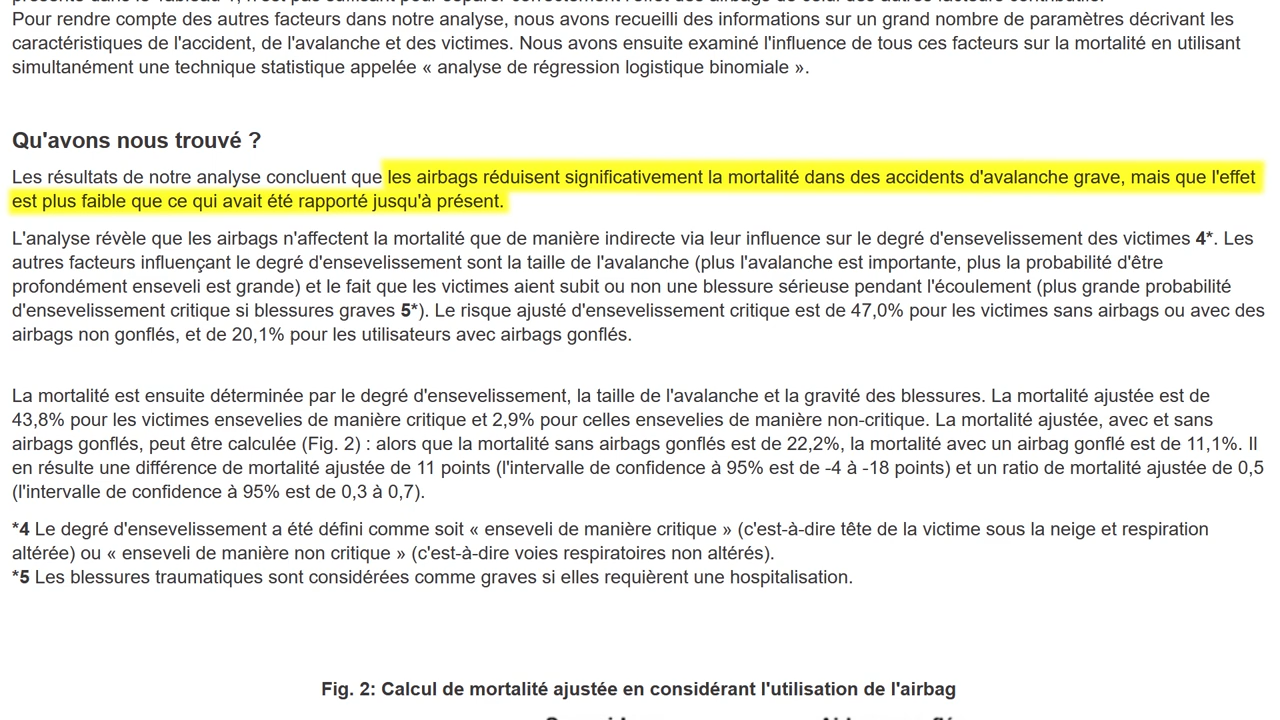 Pour rendre compte des autres facteurs dans notre analyse, nous avons recueilli des informations sur un grand nombre de paramètres décrivant les
caractéristiques de l'accident, de l'avalanche et des victimes. Nous avons ensuite examiné l'influence de tous ces facteurs sur la mortalité en utilisant
simultanément une technique statistique appelée « analyse de régression logistique binomiale ».
Qu'avons nous trouvé ?
Les résultats de notre analyse concluent que les airbags réduisent significativement la mortalité dans des accidents d'avalanche grave, mais que l'effet
est plus faible que ce qui avait été rapporté jusqu'à présent.
L'analyse révèle que les airbags n'affectent la mortalité que de manière indirecte via leur influence sur le degré d'ensevelissement des victimes 4*. Les
autres facteurs influençant le degré d'ensevelissement sont la taille de l'avalanche (plus l'avalanche est importante, plus la probabilité d'être
profondément enseveli est grande) et le fait que les victimes aient subit ou non une blessure sérieuse pendant l'écoulement (plus grande probabilité
d'ensevelissement critique si blessures graves 5*). Le risque ajusté d'ensevelissement critique est de 47,0% pour les victimes sans airbags ou avec des
airbags non gonflés, et de 20,1% pour les utilisateurs avec airbags gonflés.
La mortalité est ensuite déterminée par le degré d'ensevelissement, la taille de l'avalanche et la gravité des blessures. La mortalité ajustée est de
43,8% pour les victimes ensevelies de manière critique et 2,9% pour celles ensevelies de manière non-critique. La mortalité ajustée, avec et sans
airbags gonflés, peut être calculée (Fig. 2) : alors que la mortalité sans airbags gonflés est de 22,2%, la mortalité avec un airbag gonflé est de 11,1%. Il
en résulte une différence de mortalité ajustée de 11 points (l'intervalle de confidence à 95% est de -4 à -18 points) et un ratio de mortalité ajustée de 0,5
(l'intervalle de confidence à 95% est de 0,3 à 0,7).
*4 Le degré d'ensevelissement a été défini comme soit « enseveli de manière critique » (c'est-à-dire tête de la victime sous la neige et respiration
altérée) ou « enseveli de manière non critique » (c'est-à-dire voies respiratoires non altérés).
*5 Les blessures traumatiques sont considérées comme graves si elles requièrent une hospitalisation.
Fig. 2: Calcul de mortalité ajustée en considérant l'utilisation de l'airbag